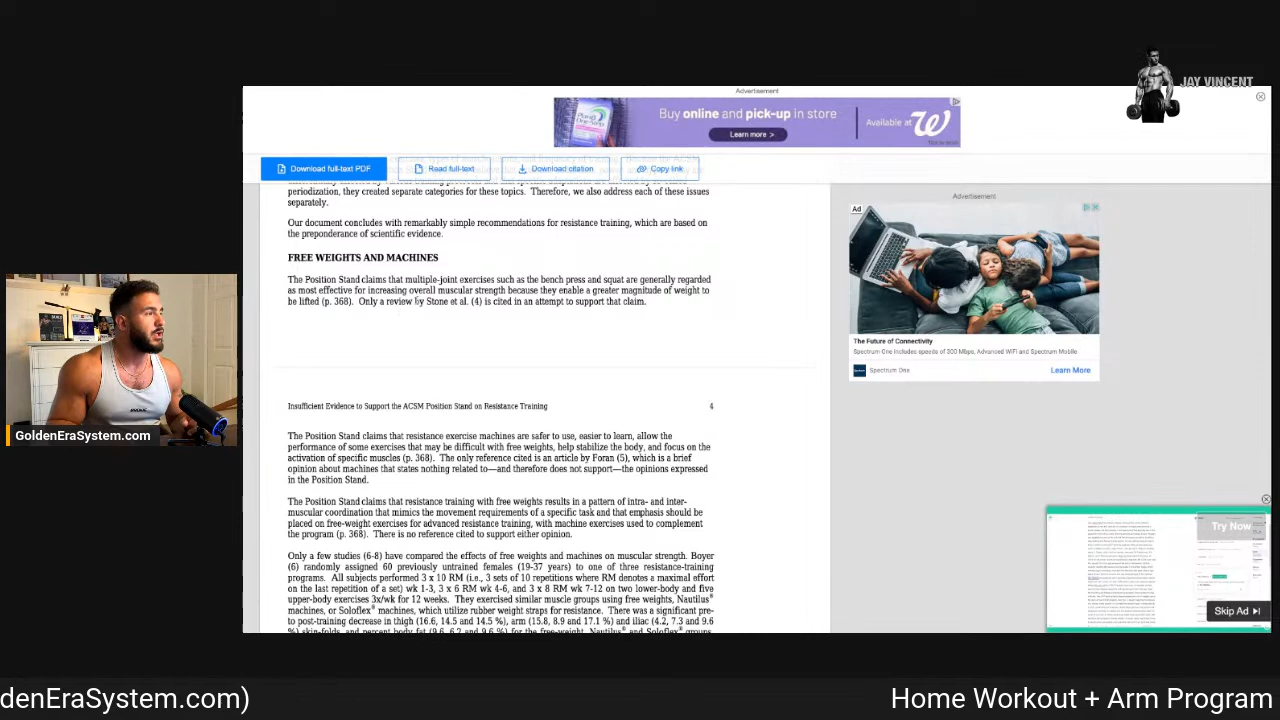 Advertisement
JAY VINCENT
Buy online and pick-up in store
Available at
Learn more >
Download full-text PDF
Read full-text
Download citation
Copy link
periodization, they created separate categories for these topics. Therefore, we also address each of these issues
separately.
Advertisement
Our document concludes with remarkably simple recommendations for resistance training, which are based on
the preponderance of scientific evidence.
Ad
FREE WEIGHTS AND MACHINES
The Position Stand claims that multiple-joint exercises such as the bench press and squat are generally regarded
as most effective for increasing overall muscular strength because they enable a greater magnitude of weight to
be lifted (p. 368). Only a review by Stone et al. (4) is cited in an attempt to support that claim.
The Future of Connectivity
Spectrum One includes speeds of 300 Mbps, Advanced WiFi and Spectrum Mobile
Spectrum One
Learn More
Insufficient Evidence to Support the ACSM Position Stand on Resistance Training 4
The Position Stand claims that resistance exercise machines are safer to use, easier to learn, allow the
performance of some exercises that may be difficult with free weights, help stabilize the body, and focus on the
activation of specific muscles (p. 368). The only reference cited is an article by Foran (5), which is a brief
opinion about machines that states nothing related to—and therefore does not support—the opinions expressed
in the Position Stand.
GoldenEraSystem.com
The Position Stand claims that resistance training with free weights results in a pattern of intra- and inter-
muscular coordination that mimics the movement requirements of a specific task and that emphasis should be
placed on free-weight exercises for advanced resistance training, with machine exercises used to complement
the program (p. 368). There is no reference cited to support either opinion.
Only a few studies (6-8) have compared the effects of free weights and machines on muscular strength. Boyer
(6) randomly assigned previously untrained females (19-37 years) to one of three resistance-training
programs. All subjects performed 3 x 10 RM (i.e., 3 sets of 10 repetitions where RM denotes a maximal effort
on the last repetition of a set, 3 x 6 RM wk 4-6, and 3 x 8 RM wk 7-12 on two lower-body and five
upper-body exercises 3x/wk for 12 weeks. They exercised similar muscle groups using free weights, Nautilus®
machines, or Soloflex® machines, which utilize rubber weight straps for resistance. There was a significant pre-
to post-training decrease in thigh arm (15.8, 8.9 and 17.1 %) and iliac (4.2, and 9.6
Try Now
Skip Ad
denEraSystem.com)
Home Workout + Arm Program